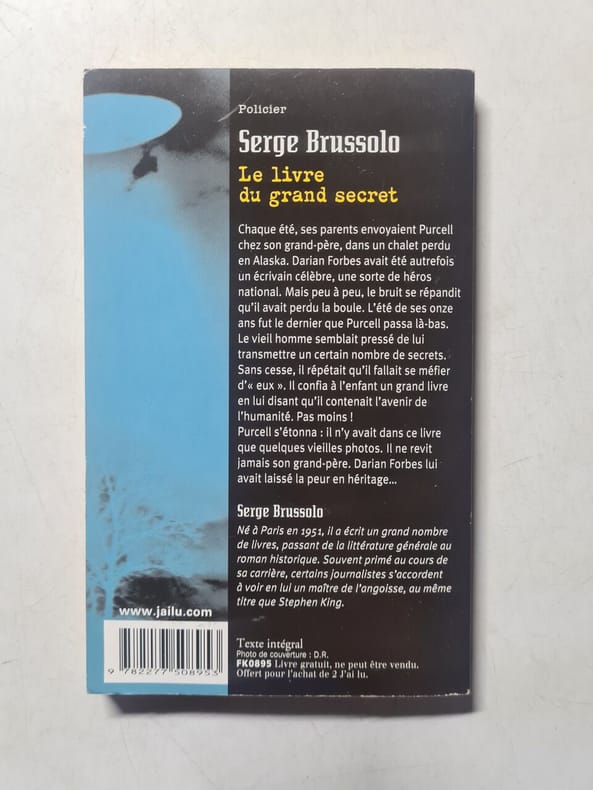 Policier
Serge Brussolo
Le livre
du grand secret
Chaque été, ses parents envoyaient Purcell
chez son grand-père, dans un chalet perdu
en Alaska. Darian Forbes avait été autrefois
un écrivain célèbre, une sorte de héros
national. Mais peu à peu, le bruit se répandit
qu'il avait perdu la boule. L'été de ses onze
ans fut le dernier que Purcell passa là-bas.
Le vieil homme semblait pressé de lui
transmettre un certain nombre de secrets.
Sans cesse, il répétait qu'il fallait se méfier
d'« eux ». Il confia à l'enfant un grand livre
en lui disant qu'il contenait l'avenir de
l'humanité. Pas moins !
Purcell s'étonna : il n'y avait dans ce livre
que quelques vieilles photos. Il ne revit
jamais son grand-père. Darian Forbes lui
avait laissé la peur en héritage...
Serge Brussolo
Né à Paris en 1951, il a écrit un grand nombre
de livres, passant de la littérature générale au
roman historique. Souvent primé au cours de
sa carrière, certains journalistes s'accordent
à voir en lui un maître de l'angoisse, au même
titre que Stephen King.
www.jailu.com
9 782277 508953
Texte intégral
Photo de couverture : D.R.
FK0895 Livre gratuit, ne peut être vendu.
Offert pour l'achat de 2 J'ai lu.